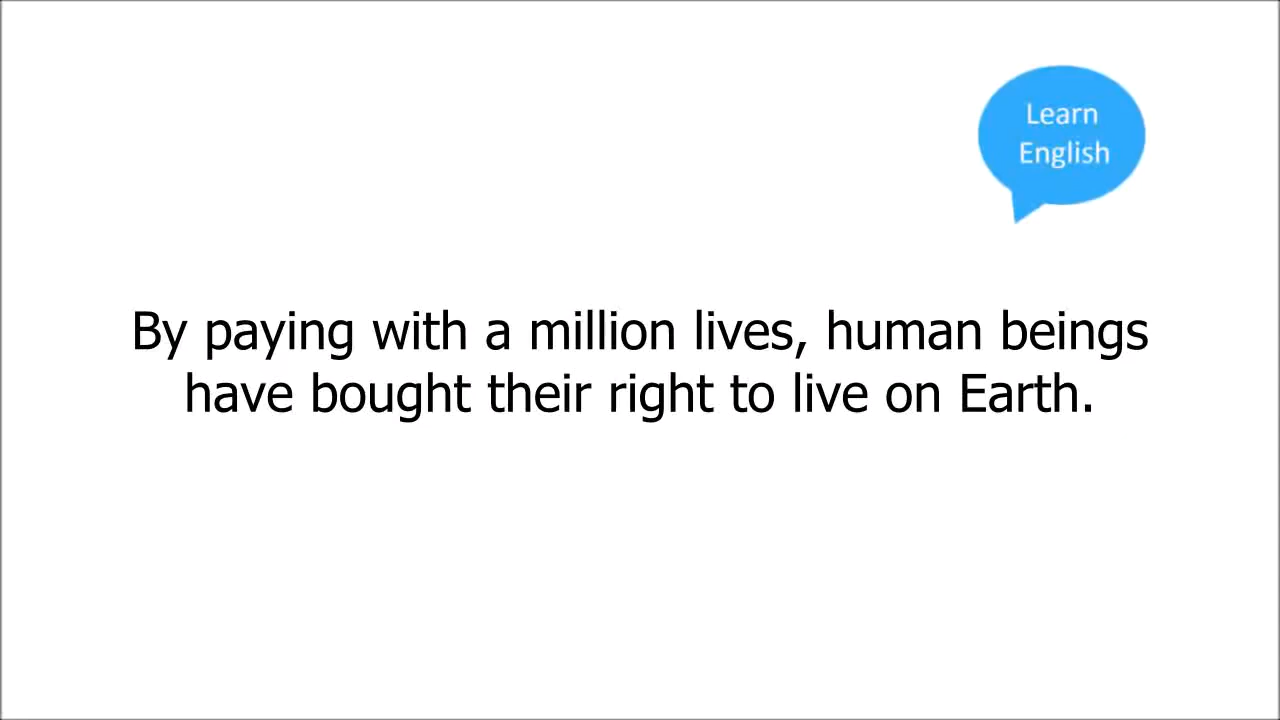 Learn
English
By paying with a million lives, human beings
have bought their right to live on Earth.